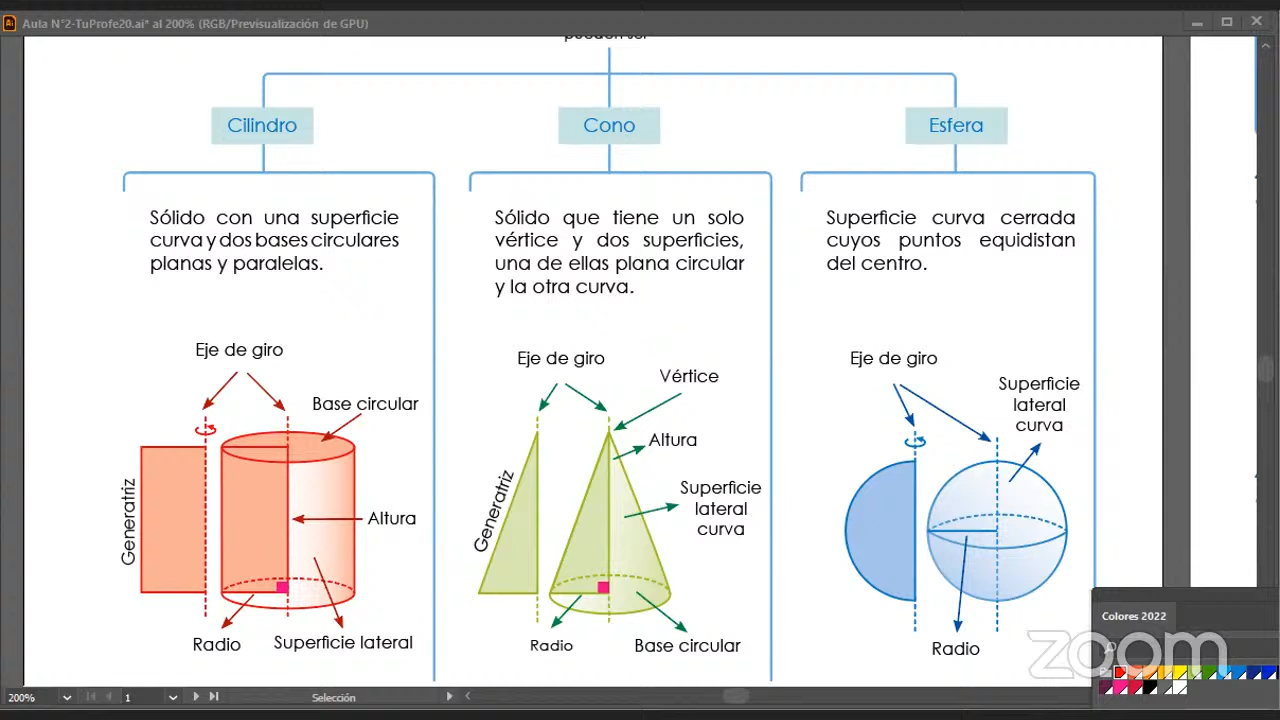 Aula N°2-TuProfe20.ai* al 200% (RGB/Previsualización de GPU)
pueden ser
Cilindro
Cono
Esfera
Sólido con una superficie
curva y dos bases circulares
planas y paralelas.
Sólido que tiene un solo
vértice y dos superficies,
una de ellas plana circular
y la otra curva.
Superficie curva cerrada
cuyos puntos equidistan
del centro.
Eje de giro
Base circular
Generatriz
Altura
Radio
Superficie lateral
Eje de giro
Vértice
Altura
Generatriz
Superficie
lateral
curva
Radio
Base circular
Eje de giro
Superficie
lateral
curva
Radio
Colores 2022
zoom
200%
1
Selección